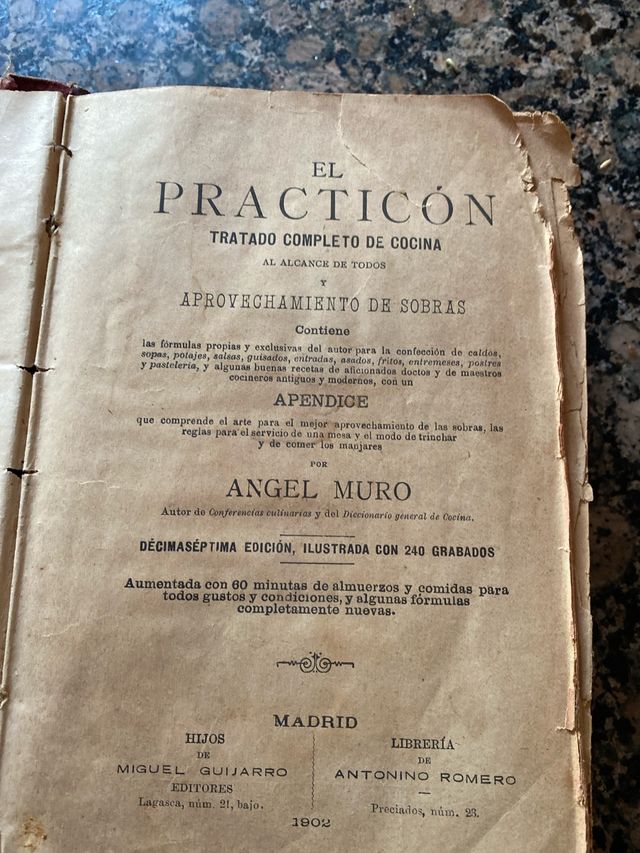 EL
PRACTICÓN
TRATADO COMPLETO DE COCINA
AL ALCANCE DE TODOS
Y
APROVECHAMIENTO DE SOBRAS
Contiene
las fórmulas propias y exclusivas del autor para la confección de caldos,
sopas, potajes, salsas, guisados, entradas, asados, fritos, entremeses, postres
y pastelería, y algunas buenas recetas de aficionados doctos y de maestros
cocineros antiguos y modernos, con un
APENDICE
que comprende el arte para el mejor aprovechamiento de las sobras, las
reglas para el servicio de una mesa y el modo de trinchar
y de comer los manjares
POR
ANGEL MURO
Autor de Conferencias culinarias y del Diccionario general de Cocina.
DÉCIMASÉPTIMA EDICIÓN, ILUSTRADA CON 240 GRABADOS
Aumentada con 60 minutas de almuerzos y comidas para
todos gustos y condiciones, y algunas fórmulas
completamente nuevas.
MADRID
HIJOS
DE
MIGUEL GUIJARRO
EDITORES
Lagasca, núm. 21, bajo.
LIBRERÍA
DE
ANTONINO ROMERO
Preciados, núm. 23.
1902